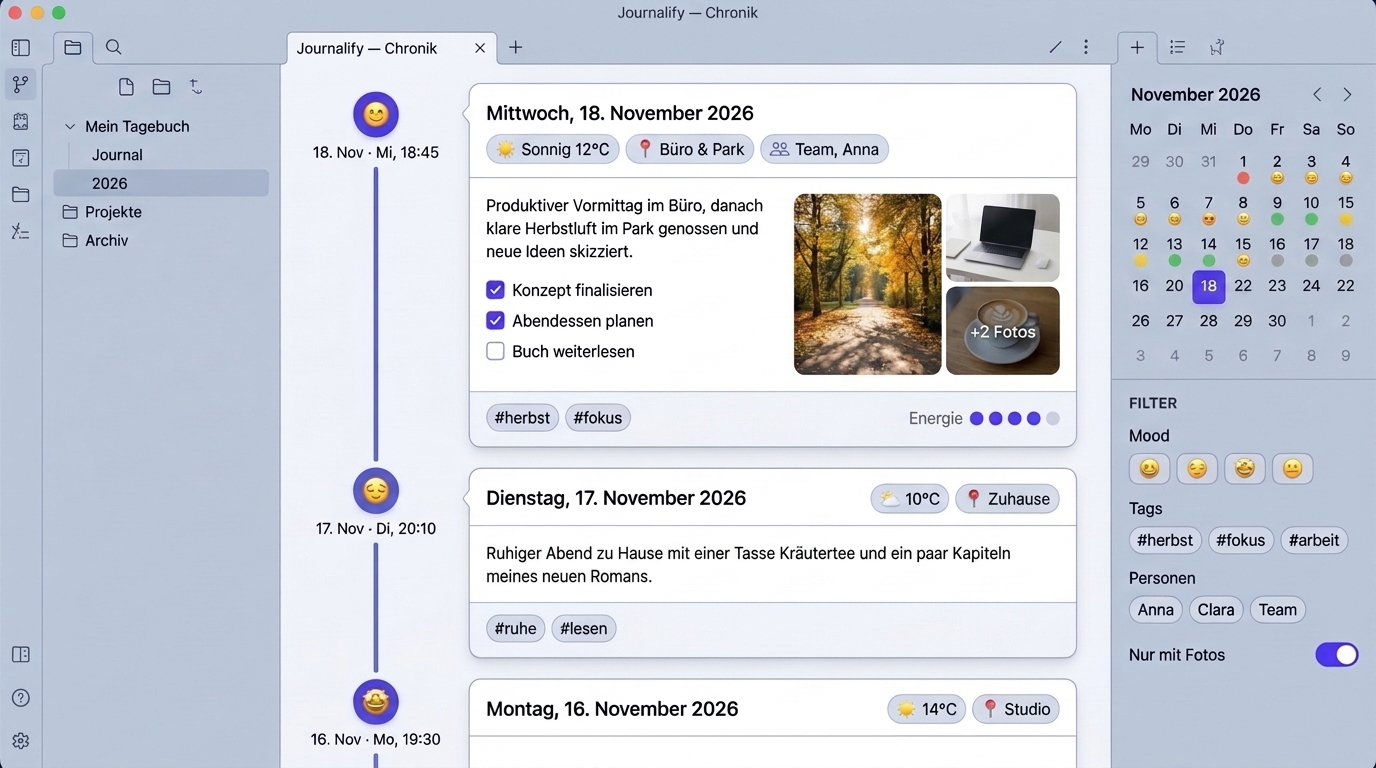 Journalify — Chronik
Journalify — Chronik
Mein Tagebuch
Journal
2026
Projekte
Archiv
18. Nov · Mi, 18:45
Mittwoch, 18. November 2026
Sonnig 12°C
Büro & Park
Team, Anna
Produktiver Vormittag im Büro, danach
klare Herbstluft im Park genossen und
neue Ideen skizziert.
Konzept finalisieren
Abendessen planen
Buch weiterlesen
+2 Fotos
#herbst #fokus
Energie
17. Nov · Di, 20:10
Dienstag, 17. November 2026
10°C
Zuhause
Ruhiger Abend zu Hause mit einer Tasse Kräutertee und ein paar Kapiteln
meines neuen Romans.
#ruhe #lesen
16. Nov · Mo, 19:30
Montag, 16. November 2026
14°C
Studio
November 2026
Mo Di Mi Do Fr Sa So
29 30 31 1 2 3 4
5 6 7 8 9 10 15
12 13 14 15 16 17 18
16 20 18 22 23 24 22
26 27 28 29 30 1 2
3 4 5 6 7 8 9
FILTER
Mood
Tags
#herbst #fokus #arbeit
Personen
Anna Clara Team
Nur mit Fotos